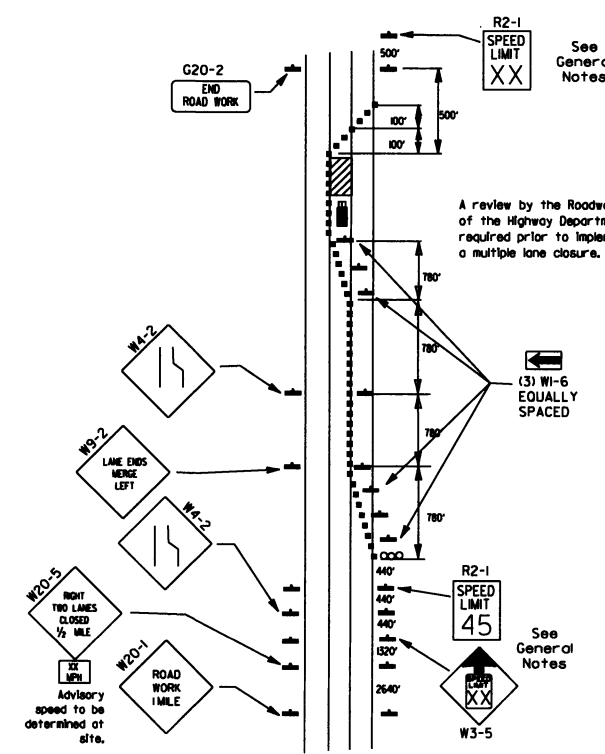 R2-1
SPEED
LIMIT
XX
See
General
Notes
500'
G20-2
END
ROAD WORK
500'
100'
100'
A review by the
of the Highway
required prior to
a multiple lane closure.
780'
W4-2
780'
(3) W1-6
EQUALLY
SPACED
W9-2
LANE ENDS
MERGE
LEFT
780'
W4-2
780'
440'
R2-1
SPEED
LIMIT
45
W20-5
RIGHT
TWO LANES
CLOSED
1/2 MILE
XX
MPH
Advisory
speed to be
determined at
site.
440'
440'
1320'
See
General
Notes
W20-1
ROAD
WORK
1 MILE
2640'
SPEED
LIMIT
XX
W3-5